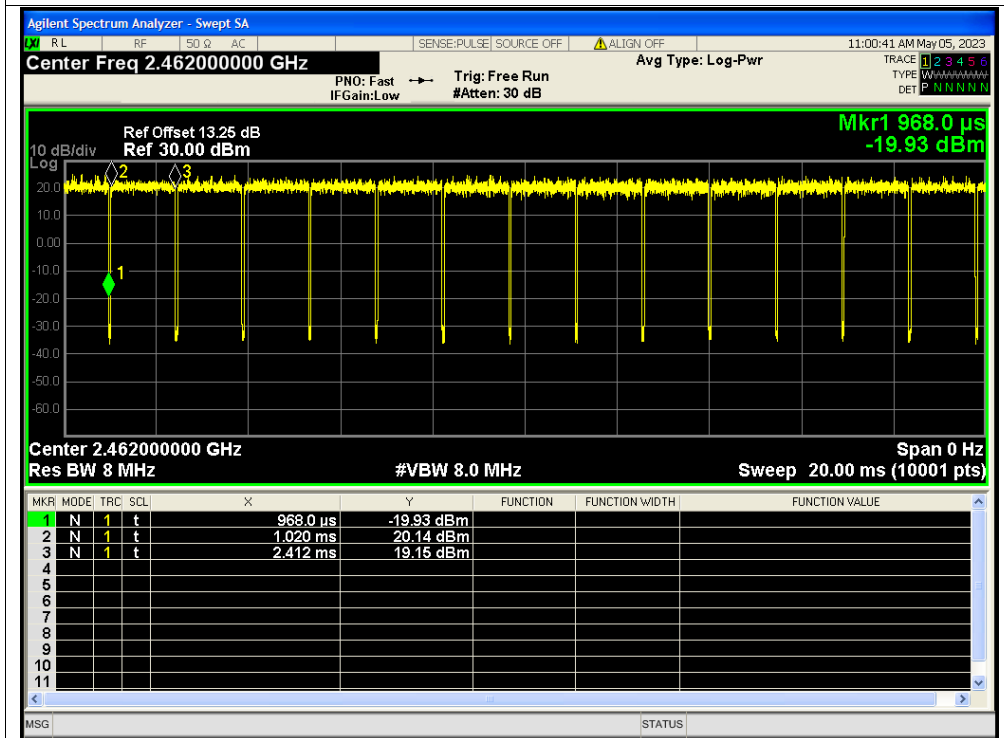 Agilent Spectrum Analyzer - Swept SA
LXI RL RF 50 Ω AC SENSE:PULSE SOURCE OFF ALIGN OFF 11:00:41 AM May 05, 2023
Center Freq 2.462000000 GHz Avg Type: Log-Pwr TRACE 1 2 3 4 5 6
PNO: Fast Trig: Free Run TYPE WWWWWW
IFGain:Low #Atten: 30 dB DET P N N N N N
Mkr1 968.0 µs
Ref Offset 13.25 dB
10 dB/div Ref 30.00 dBm -19.93 dBm
Log
2 3
20.0
10.0
0.00
-10.0
1
-20.0
-30.0
-40.0
-50.0
-60.0
Center 2.462000000 GHz Span 0 Hz
Res BW 8 MHz #VBW 8.0 MHz Sweep 20.00 ms (10001 pts)
MKR MODE TRC SCL X Y FUNCTION FUNCTION WIDTH FUNCTION VALUE
1 N 1 t 968.0 µs -19.93 dBm
2 N 1 t 1.020 ms 20.14 dBm
3 N 1 t 2.412 ms 19.15 dBm
4
5
6
7
8
9
10
11
MSG STATUS